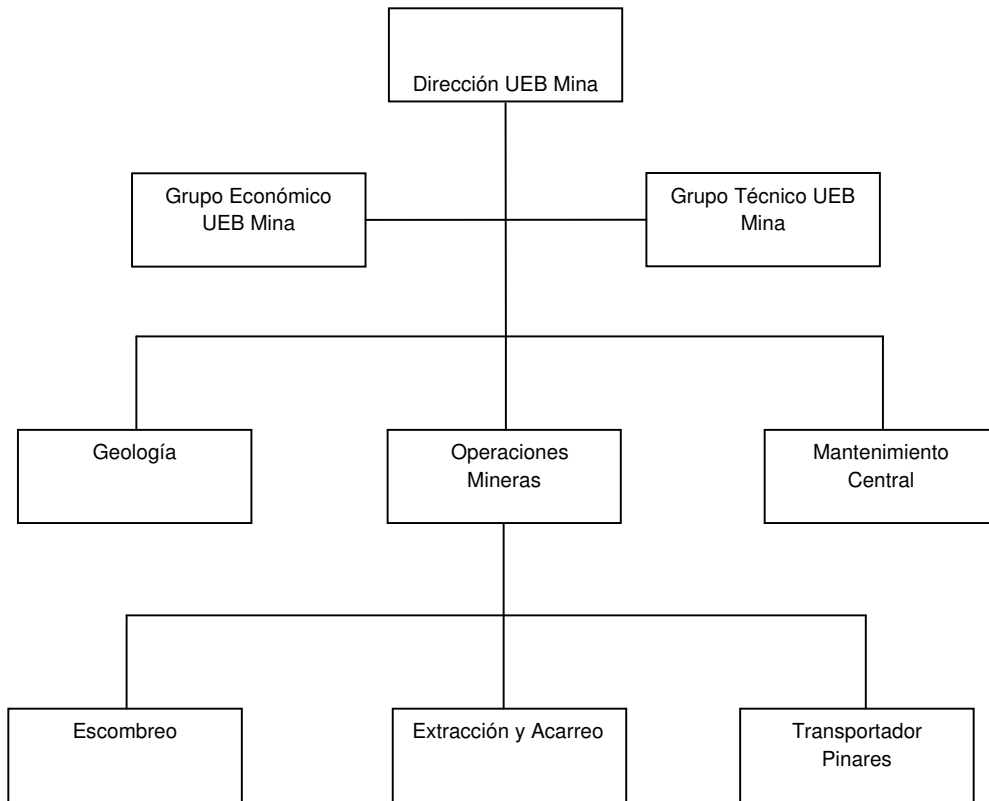 Dirección UEB Mina
Grupo Económico
UEB Mina
Grupo Técnico UEB
Mina
Geología
Operaciones
Mineras
Mantenimiento
Central
Escombreo
Extracción y Acarreo
Transportador
Pinares